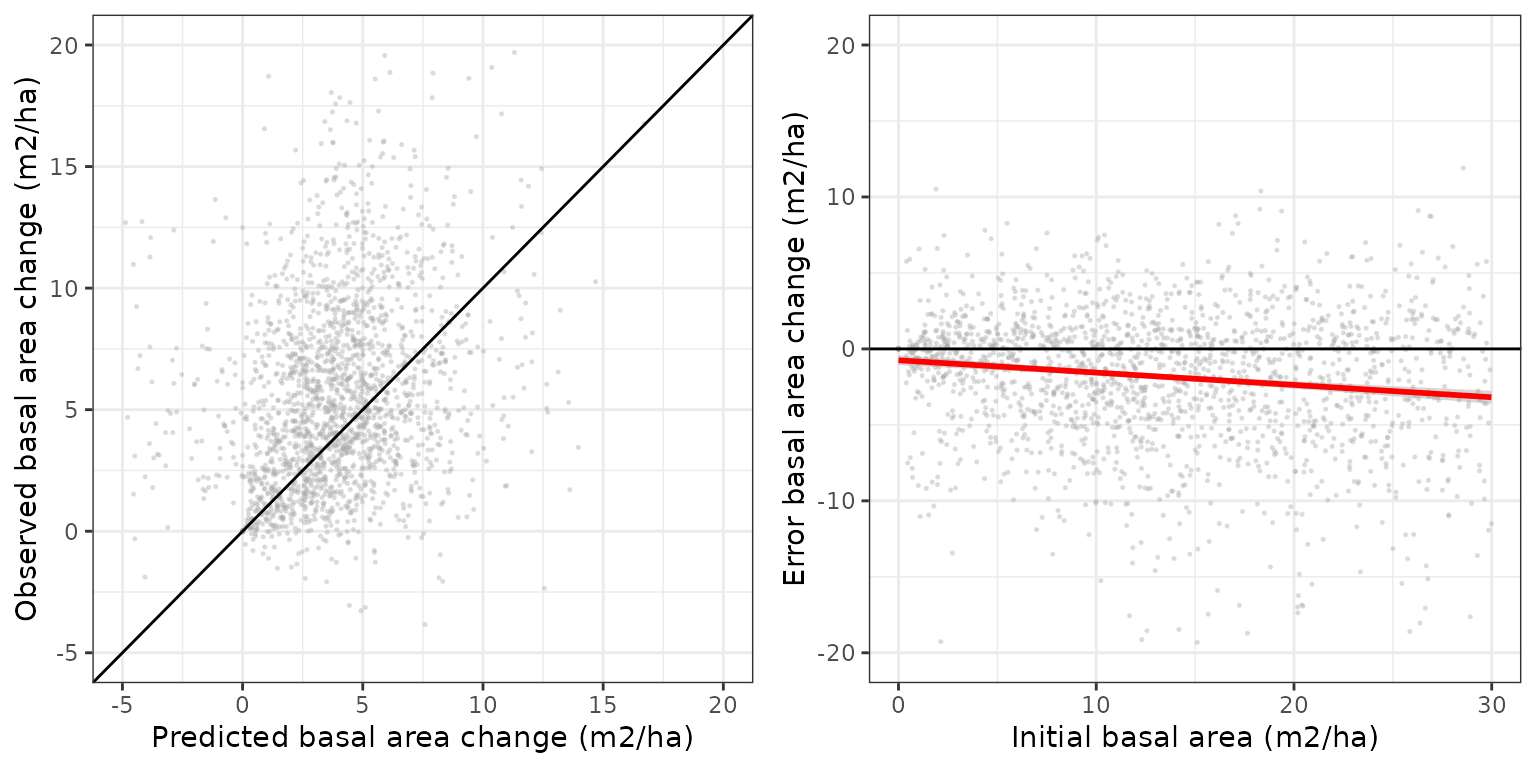 Observed basal area change (m2/ha)
20
15
10
5
0
-5
-5 0 5 10 15 20
Predicted basal area change (m2/ha)
Error basal area change (m2/ha)
20
10
0
-10
-20
0 10 20 30
Initial basal area (m2/ha)